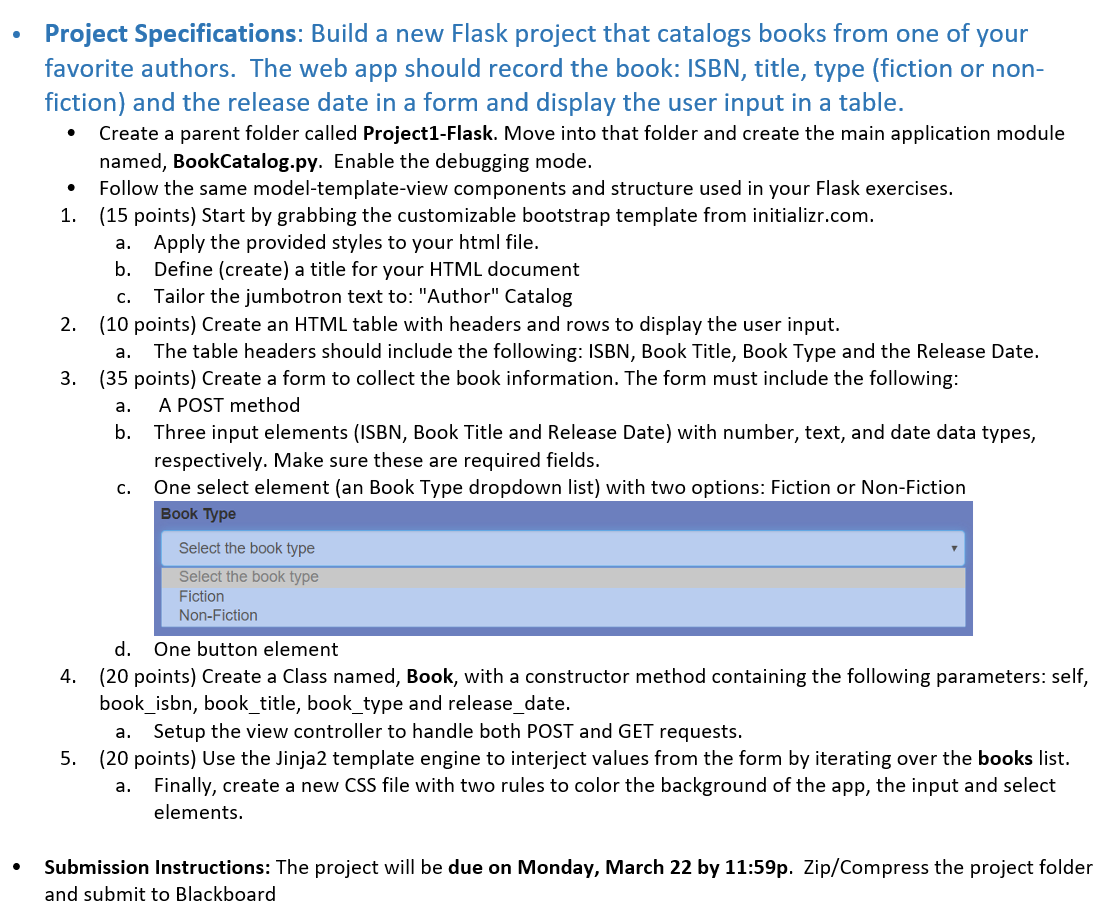 • Project Specifications: Build a new Flask project that catalogs books from one of your
favorite authors.  The web app should record the book: ISBN, title, type (fiction or non-
fiction) and the release date in a form and display the user input in a table.
• Create a parent folder called Project1-Flask. Move into that folder and create the main application module
named, BookCatalog.py.  Enable the debugging mode.
• Follow the same model-template-view components and structure used in your Flask exercises.
1. (15 points) Start by grabbing the customizable bootstrap template from initializr.com.
a. Apply the provided styles to your html file.
b. Define (create) a title for your HTML document
c. Tailor the jumbotron text to: "Author" Catalog
2. (10 points) Create an HTML table with headers and rows to display the user input.
a. The table headers should include the following: ISBN, Book Title, Book Type and the Release Date.
3. (35 points) Create a form to collect the book information. The form must include the following:
a. A POST method
b. Three input elements (ISBN, Book Title and Release Date) with number, text, and date data types,
respectively. Make sure these are required fields.
c. One select element (an Book Type dropdown list) with two options: Fiction or Non-Fiction
Book Type
Select the book type
Select the book type
Fiction
Non-Fiction
d. One button element
4. (20 points) Create a Class named, Book, with a constructor method containing the following parameters: self,
book_isbn, book_title, book_type and release_date.
a. Setup the view controller to handle both POST and GET requests.
5. (20 points) Use the Jinja2 template engine to interject values from the form by iterating over the books list.
a. Finally, create a new CSS file with two rules to color the background of the app, the input and select
elements.
• Submission Instructions: The project will be due on Monday, March 22 by 11:59p.  Zip/Compress the project folder
and submit to Blackboard